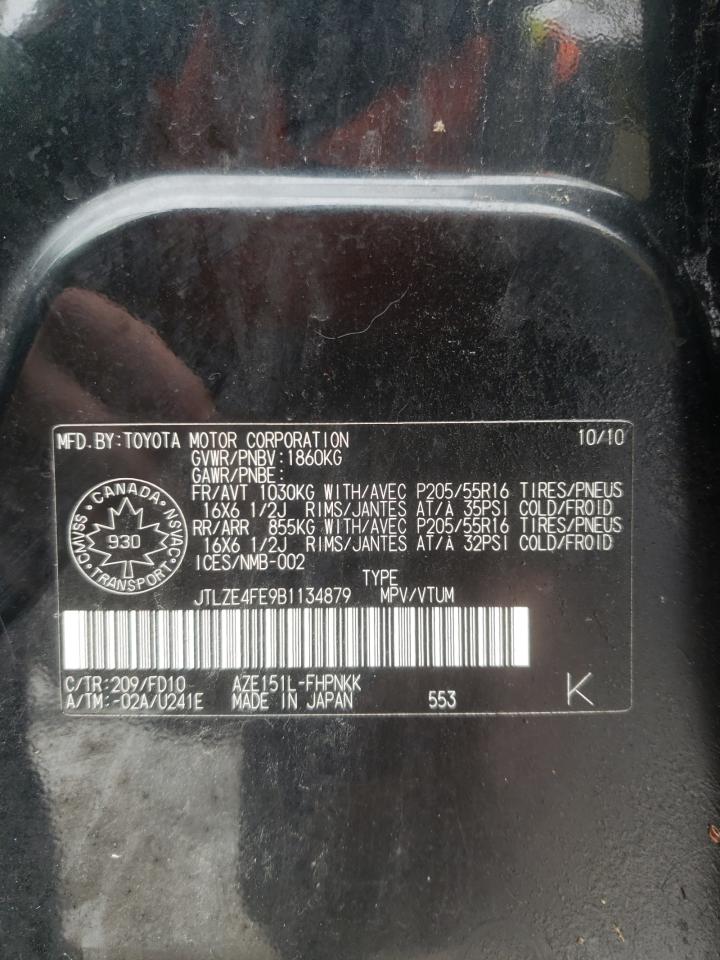 MFD.BY:TOYOTA MOTOR CORPORATION 10/10
GVWR/PNBV:1860KG
GAWR/PNBE:
FR/AVT 1030KG WITH/AVEC P205/55R16 TIRES/PNEUS
16X6 1/2J RIMS/JANTES AT/À 35PSI COLD/FROID
RR/ARR 855KG WITH/AVEC P205/55R16 TIRES/PNEUS
16X6 1/2J RIMS/JANTES AT/À 32PSI COLD/FROID
ICES/NMB-002
CANADA
CMVSS 930 NSVAC
TRANSPORT
TYPE
JTLZE4FE9B1134879 MPV/VTUM
C/TR:209/FD10 AZE151L-FHPNKK
A/TM:-02A/U241E MADE IN JAPAN 553 K